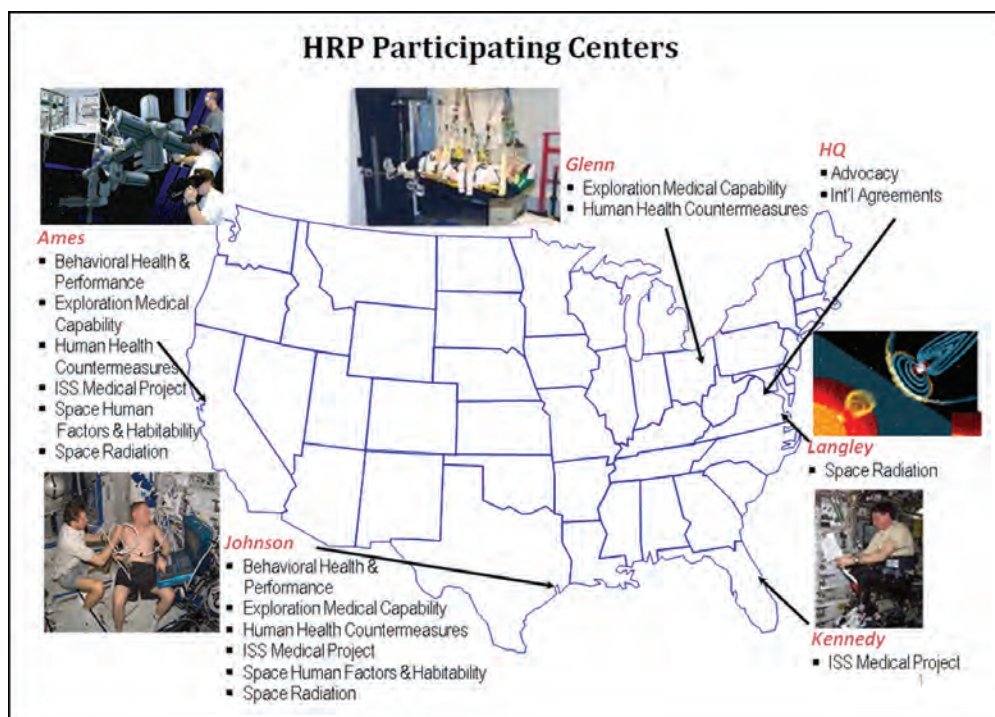 HRP Participating Centers
Glenn
▪ Exploration Medical Capability
▪ Human Health Countermeasures
HQ
▪ Advocacy
▪ Int'l Agreements
Ames
▪ Behavioral Health &
Performance
▪ Exploration Medical
Capability
▪ Human Health
Countermeasures
▪ ISS Medical Project
▪ Space Human
Factors & Habitability
▪ Space Radiation
Langley
▪ Space Radiation
Johnson
▪ Behavioral Health &
Performance
▪ Exploration Medical Capability
▪ Human Health Countermeasures
▪ ISS Medical Project
▪ Space Human Factors & Habitability
▪ Space Radiation
Kennedy
▪ ISS Medical Project
1